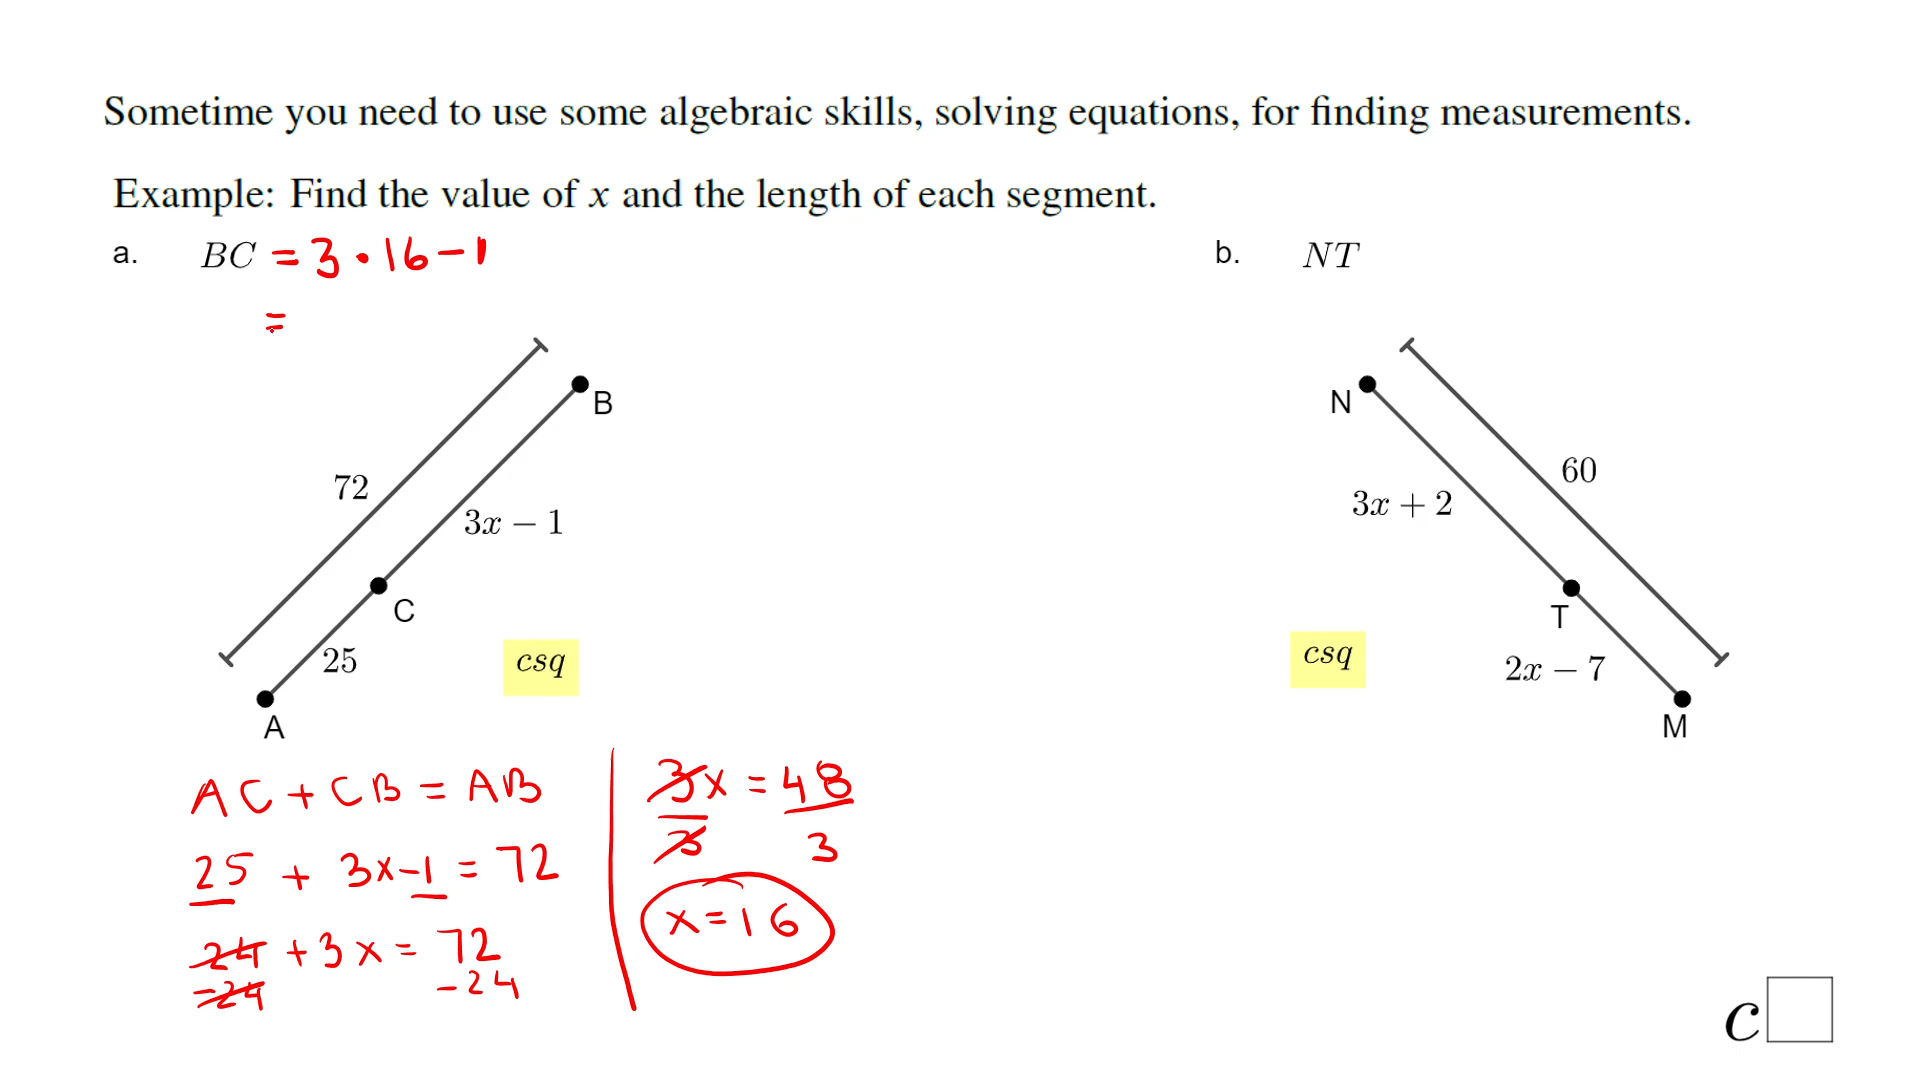 Sometime you need to use some algebraic skills, solving equations, for finding measurements.
Example: Find the value of x and the length of each segment.
a. BC = 3 · 16 - 1
=
B
72
3x − 1
C
25
csq
A
AC + CB = AB
25 + 3x - 1 = 72
24 + 3x = 72
-24 -24
3x = 48
3 3
x = 16
b. NT
N
60
3x + 2
T
csq
2x − 7
M
c